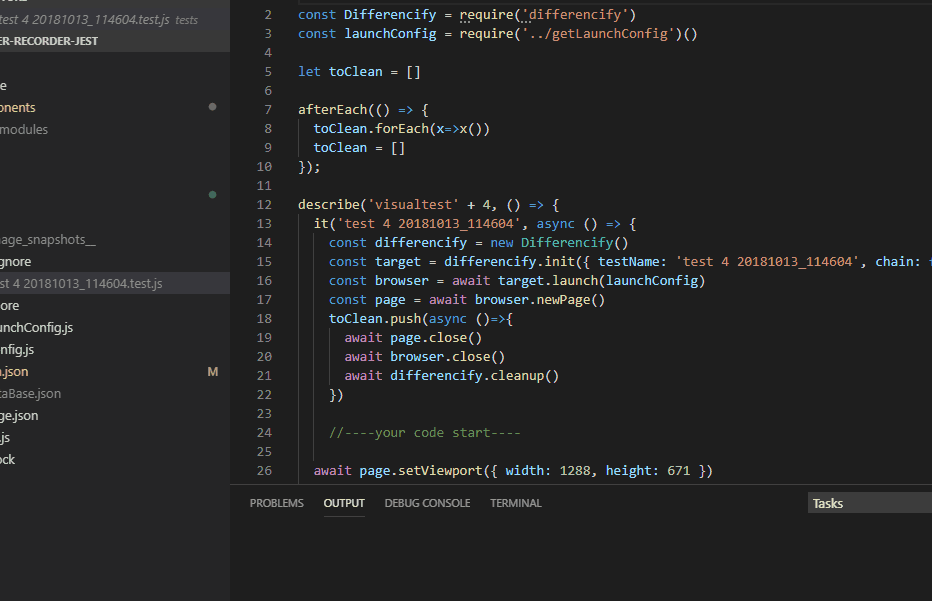 test 4 20181013_114604.test.js tests
ER-RECORDER-JEST
e
onents
modules
age_snapshots__
gnore
st 4 20181013_114604.test.js
ore
unchConfig.js
nfig.js
.json M
taBase.json
ge.json
.js
ock
2 const Differencify = require('differencify')
3 const launchConfig = require('../getLaunchConfig')()
4
5 let toClean = []
6
7 afterEach(() => {
8 toClean.forEach(x=>x())
9 toClean = []
10 });
11
12 describe('visualtest' + 4, () => {
13 it('test 4 20181013_114604', async () => {
14 const differencify = new Differencify()
15 const target = differencify.init({ testName: 'test 4 20181013_114604', chain:
16 const browser = await target.launch(launchConfig)
17 const page = await browser.newPage()
18 toClean.push(async ()=>{
19 await page.close()
20 await browser.close()
21 await differencify.cleanup()
22 })
23
24 //----your code start----
25
26 await page.setViewport({ width: 1288, height: 671 })
PROBLEMS OUTPUT DEBUG CONSOLE TERMINAL Tasks